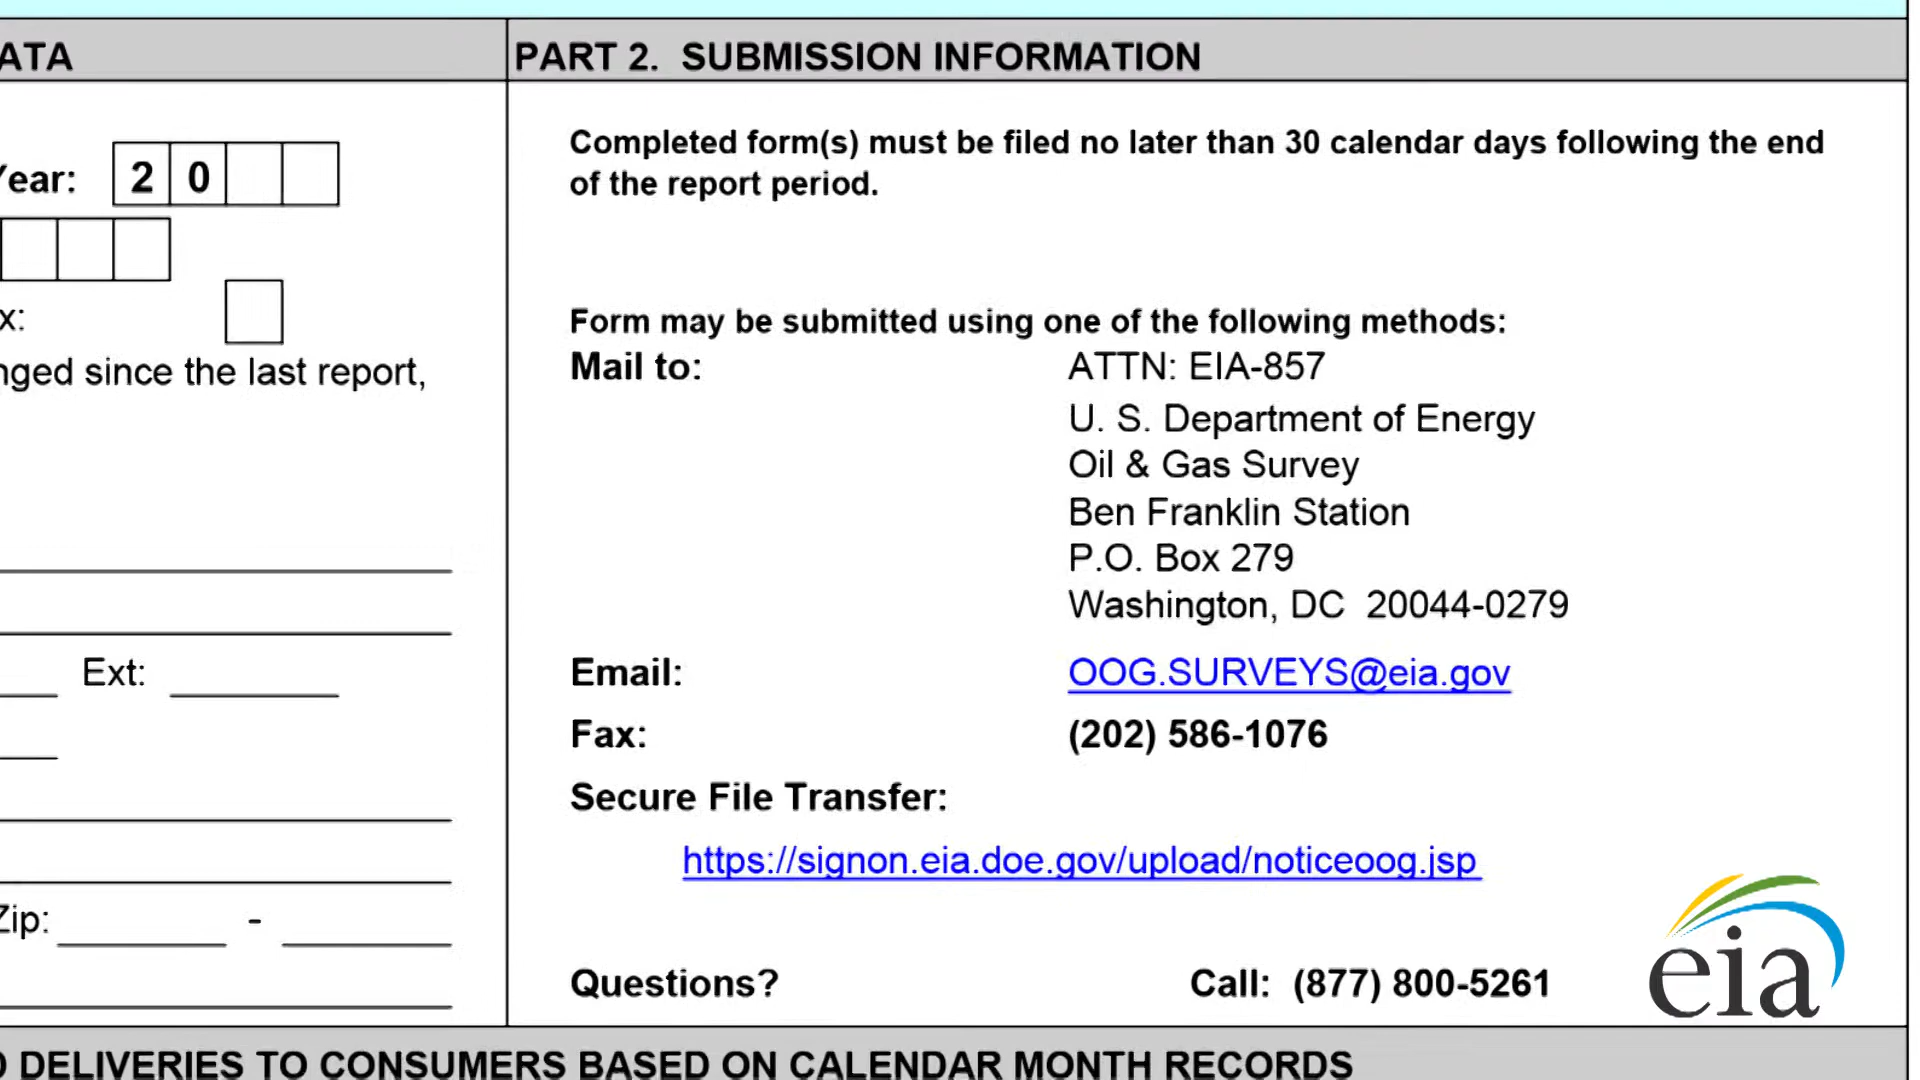 ATA
PART 2.  SUBMISSION INFORMATION
Year: 2 0
Completed form(s) must be filed no later than 30 calendar days following the end
of the report period.
x:
Form may be submitted using one of the following methods:
nged since the last report,
Mail to: ATTN: EIA-857
U. S. Department of Energy
Oil & Gas Survey
Ben Franklin Station
P.O. Box 279
Washington, DC  20044-0279
Ext:
Email: OOG.SURVEYS@eia.gov
Fax: (202) 586-1076
Secure File Transfer:
https://signon.eia.doe.gov/upload/noticeoog.jsp
Zip: -
Questions? Call:  (877) 800-5261
eia
D DELIVERIES TO CONSUMERS BASED ON CALENDAR MONTH RECORDS